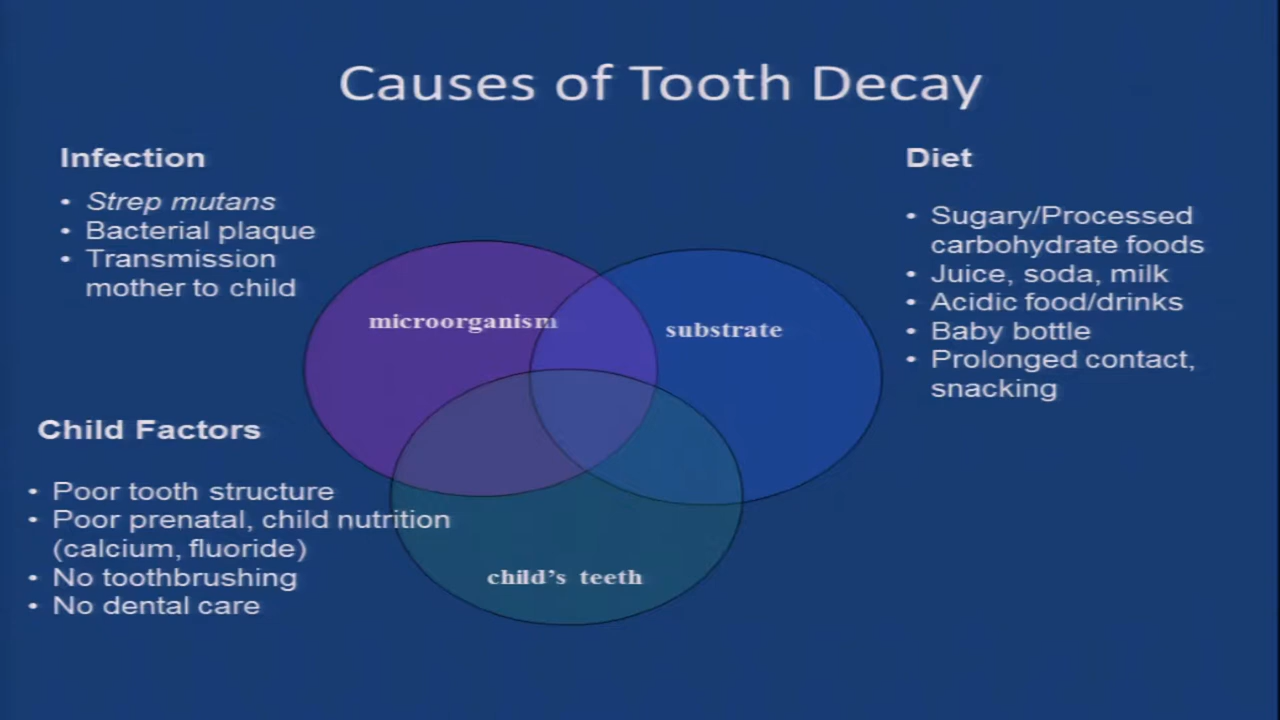 Causes of Tooth Decay
Infection
• Strep mutans
• Bacterial plaque
• Transmission
mother to child
Diet
• Sugary/Processed
carbohydrate foods
• Juice, soda, milk
• Acidic food/drinks
• Baby bottle
• Prolonged contact,
snacking
microorganism
substrate
child's teeth
Child Factors
• Poor tooth structure
• Poor prenatal, child nutrition
(calcium, fluoride)
• No toothbrushing
• No dental care